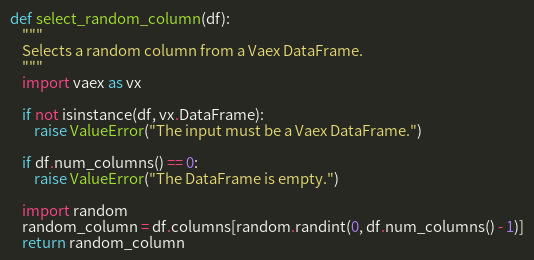 def select_random_column(df):
    """
    Selects a random column from a Vaex DataFrame.
    """
    import vaex as vx

    if not isinstance(df, vx.DataFrame):
        raise ValueError("The input must be a Vaex DataFrame.")

    if df.num_columns() == 0:
        raise ValueError("The DataFrame is empty.")

    import random
    random_column = df.columns[random.randint(0, df.num_columns() - 1)]
    return random_column